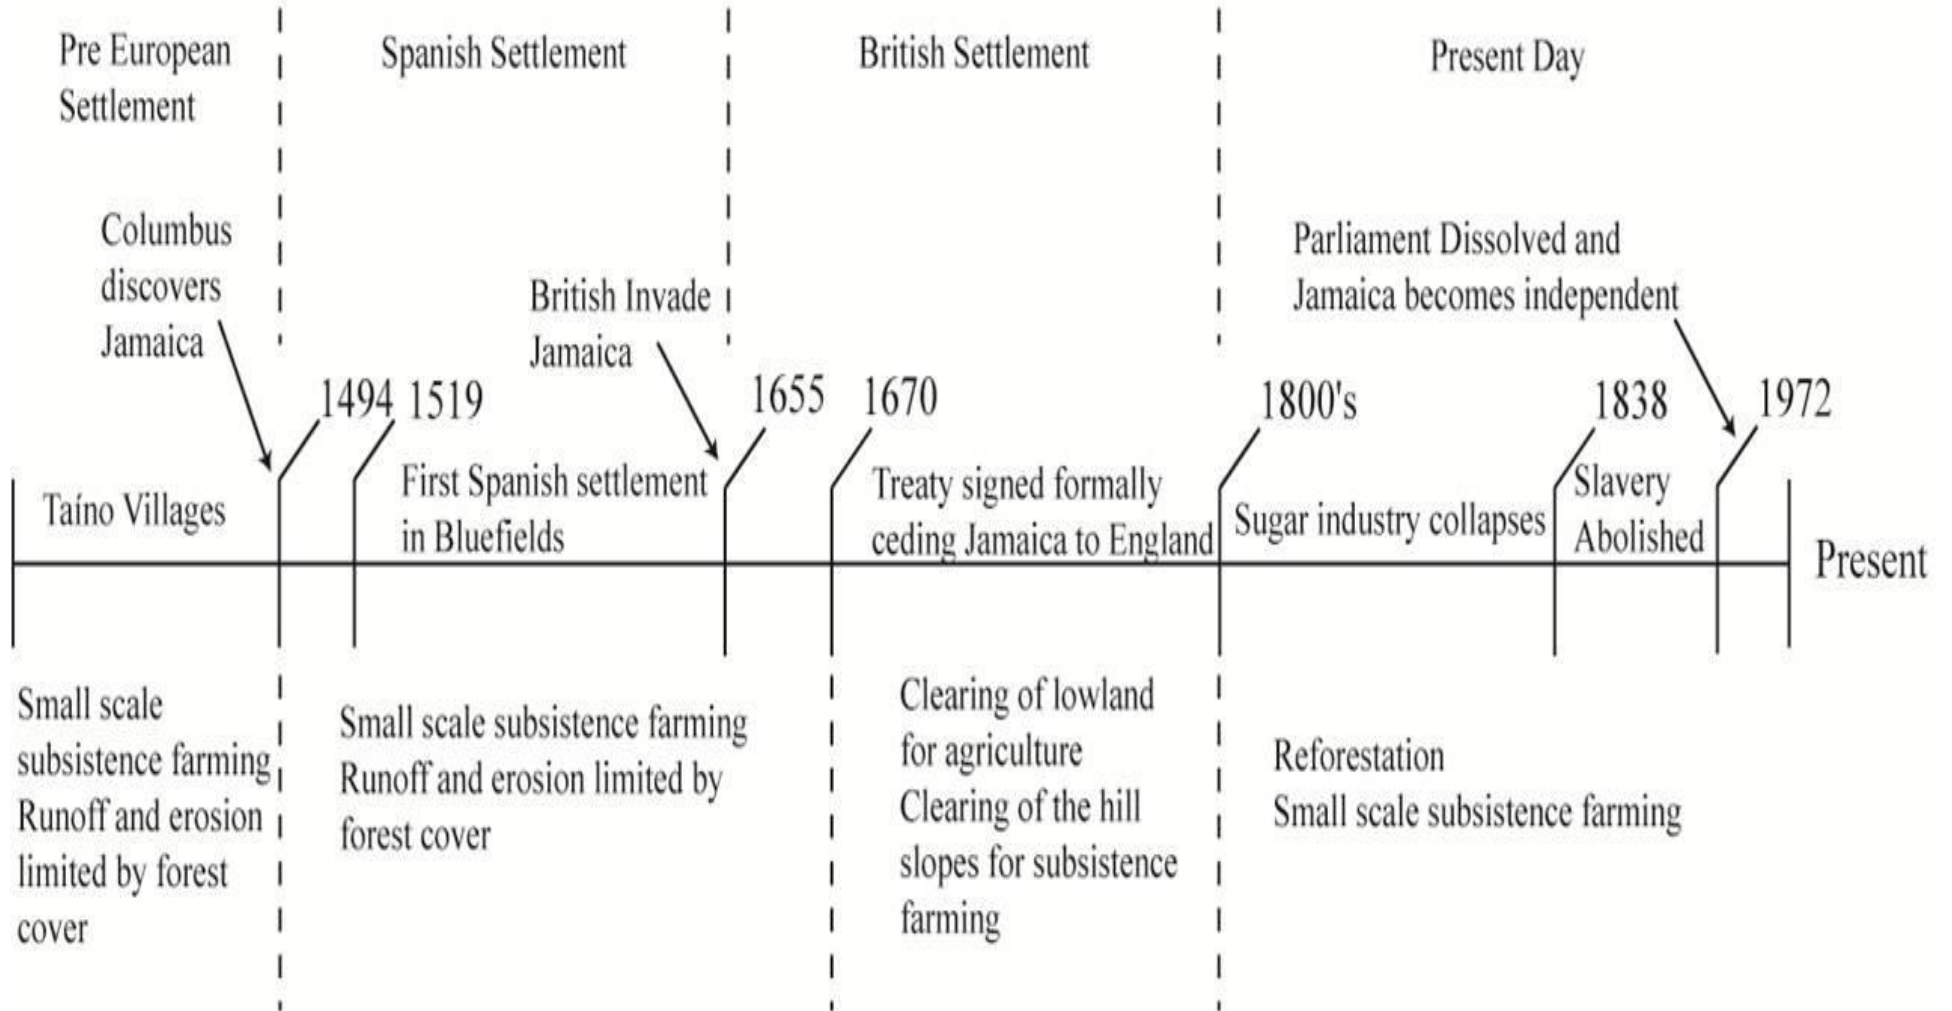 Pre European
Settlement
Spanish Settlement
British Settlement
Present Day
Columbus
discovers
Jamaica
British Invade
Jamaica
Parliament Dissolved and
Jamaica becomes independent
1494
1519
1655
1670
1800's
1838
1972
Taíno Villages
First Spanish settlement
in Bluefields
Treaty signed formally
ceding Jamaica to England
Sugar industry collapses
Slavery
Abolished
Present
Small scale
subsistence farming
Runoff and erosion
limited by forest
cover
Small scale subsistence farming
Runoff and erosion limited by
forest cover
Clearing of lowland
for agriculture
Clearing of the hill
slopes for subsistence
farming
Reforestation
Small scale subsistence farming